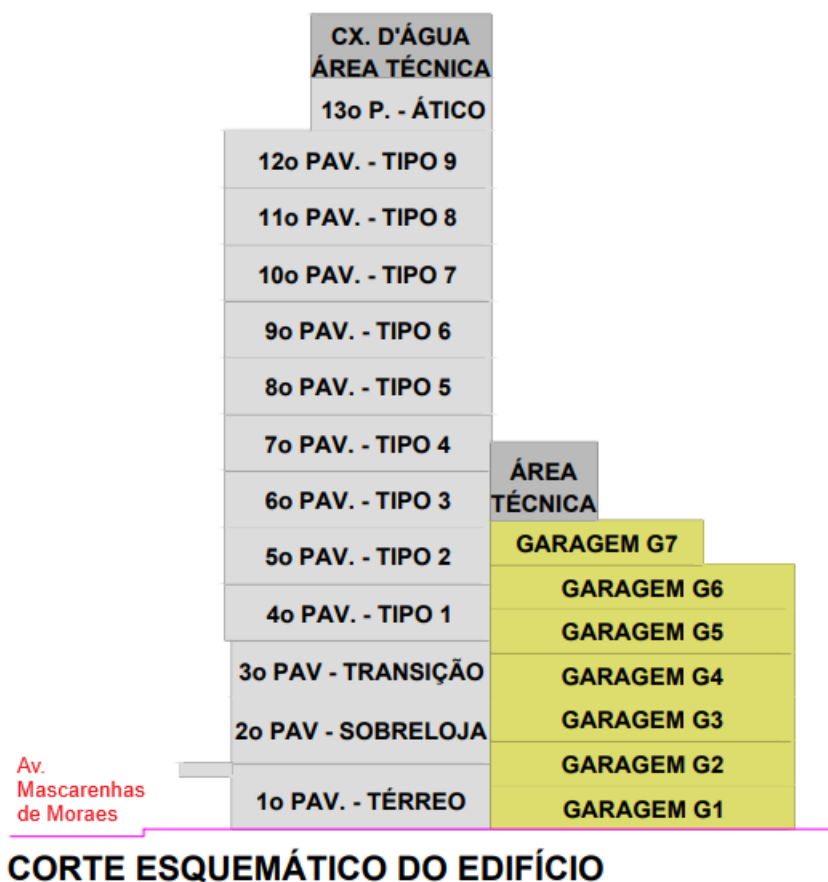 CX. D'ÁGUA
ÁREA TÉCNICA
13o P. - ÁTICO
12o PAV. - TIPO 9
11o PAV. - TIPO 8
10o PAV. - TIPO 7
9o PAV. - TIPO 6
8o PAV. - TIPO 5
7o PAV. - TIPO 4
6o PAV. - TIPO 3
5o PAV. - TIPO 2
4o PAV. - TIPO 1
3o PAV - TRANSIÇÃO
2o PAV - SOBRELOJA
1o PAV. - TÉRREO
ÁREA
TÉCNICA
GARAGEM G7
GARAGEM G6
GARAGEM G5
GARAGEM G4
GARAGEM G3
GARAGEM G2
GARAGEM G1
Av.
Mascarenhas
de Moraes
CORTE ESQUEMÁTICO DO EDIFÍCIO